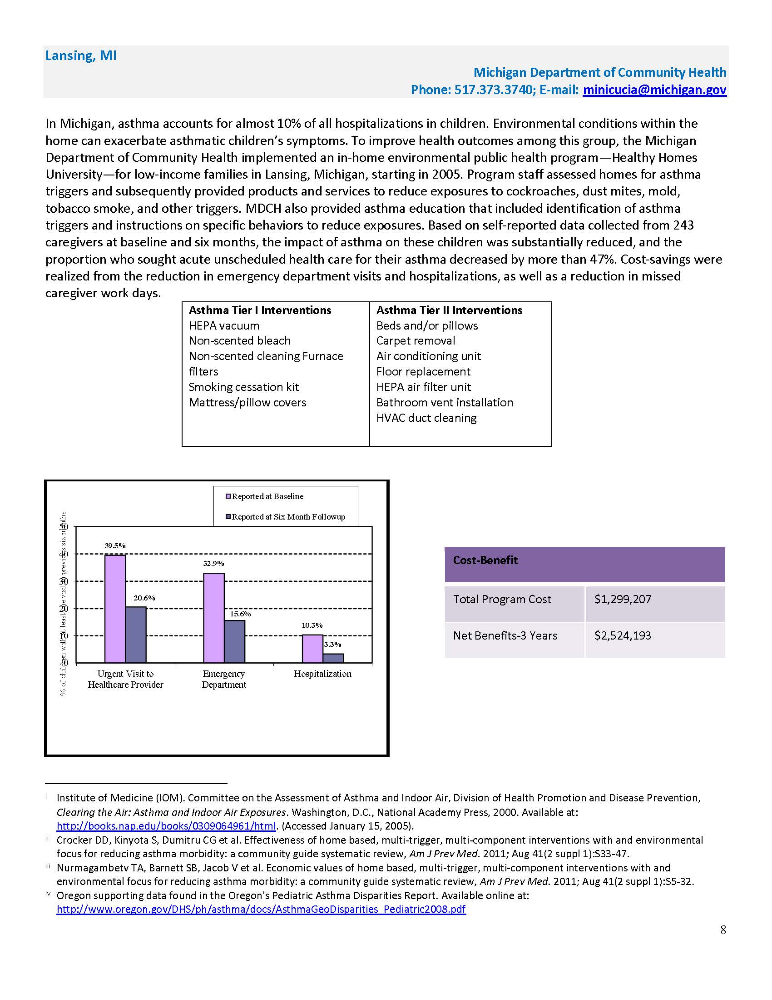 Lansing, MI
Michigan Department of Community Health
Phone: 517.373.3740; E-mail: minicucia@michigan.gov
In Michigan, asthma accounts for almost 10% of all hospitalizations in children. Environmental conditions within the
home can exacerbate asthmatic children’s symptoms. To improve health outcomes among this group, the Michigan
Department of Community Health implemented an in-home environmental public health program—Healthy Homes
University—for low-income families in Lansing, Michigan, starting in 2005. Program staff assessed homes for asthma
triggers and subsequently provided products and services to reduce exposures to cockroaches, dust mites, mold,
tobacco smoke, and other triggers. MDCH also provided asthma education that included identification of asthma
triggers and instructions on specific behaviors to reduce exposures. Based on self-reported data collected from 243
caregivers at baseline and six months, the impact of asthma on these children was substantially reduced, and the
proportion who sought acute unscheduled health care for their asthma decreased by more than 47%. Cost-savings were
realized from the reduction in emergency department visits and hospitalizations, as well as a reduction in missed
caregiver work days.
Asthma Tier I Interventions
HEPA vacuum
Non-scented bleach
Non-scented cleaning Furnace
filters
Smoking cessation kit
Mattress/pillow covers
Asthma Tier II Interventions
Beds and/or pillows
Carpet removal
Air conditioning unit
Floor replacement
HEPA air filter unit
Bathroom vent installation
HVAC duct cleaning
Reported at Baseline
Reported at Six Month Followup
% of children with at least one visit in previous six months
50
40
30
20
10
0
39.5%
20.6%
32.9%
15.6%
10.3%
3.3%
Urgent Visit to
Healthcare Provider
Emergency
Department
Hospitalization
Cost-Benefit
Total Program Cost $1,299,207
Net Benefits-3 Years $2,524,193
i Institute of Medicine (IOM). Committee on the Assessment of Asthma and Indoor Air, Division of Health Promotion and Disease Prevention,
Clearing the Air: Asthma and Indoor Air Exposures. Washington, D.C., National Academy Press, 2000. Available at:
http://books.nap.edu/books/0309064961/html. (Accessed January 15, 2005).
ii Crocker DD, Kinyota S, Dumitru CG et al. Effectiveness of home based, multi-trigger, multi-component interventions with and environmental
focus for reducing asthma morbidity: a community guide systematic review, Am J Prev Med. 2011; Aug 41(2 suppl 1):S33-47.
iii Nurmagambetv TA, Barnett SB, Jacob V et al. Economic values of home based, multi-trigger, multi-component interventions with and
environmental focus for reducing asthma morbidity: a community guide systematic review, Am J Prev Med. 2011; Aug 41(2 suppl 1):S5-32.
iv Oregon supporting data found in the Oregon's Pediatric Asthma Disparities Report. Available online at:
http://www.oregon.gov/DHS/ph/asthma/docs/AsthmaGeoDisparities_Pediatric2008.pdf
8